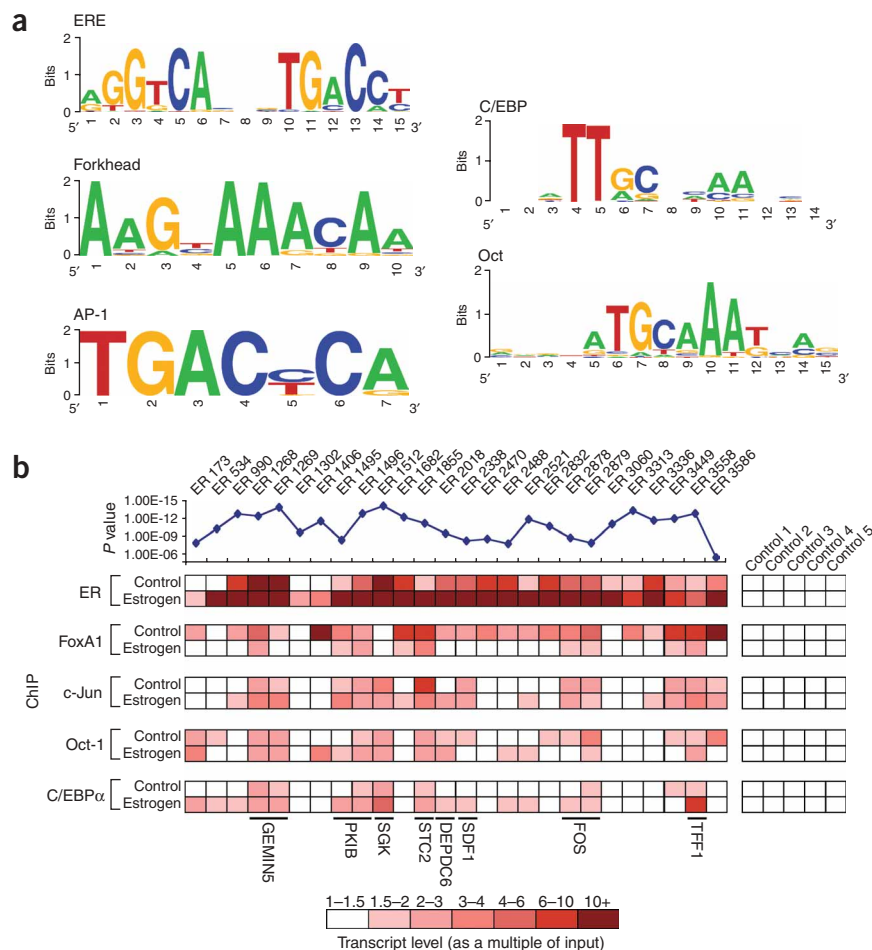 a
ERE
Bits
2
1
0
AGGTCA TGACCT
5′ 1 2 3 4 5 6 7 8 9 10 11 12 13 14 15 3′
Forkhead
Bits
2
1
0
5′ 1 2 3 4 5 6 7 8 9 10 3′
AP-1
Bits
2
1
0
5′ 1 2 3 4 5 6 7 3′
C/EBP
Bits
2
1
0
5′ 1 2 3 4 5 6 7 8 9 10 11 12 13 14 3′
Oct
Bits
2
1
0
5′ 1 2 3 4 5 6 7 8 9 10 11 12 13 14 15 3′
b
ER 173
ER 534
ER 990
ER 1268
ER 1269
ER 1302
ER 1406
ER 1495
ER 1496
ER 1512
ER 1682
ER 1855
ER 2018
ER 2338
ER 2470
ER 2488
ER 2521
ER 2832
ER 2878
ER 2879
ER 3060
ER 3313
ER 3336
ER 3449
ER 3558
ER 3586
P value
1.00E-15
1.00E-12
1.00E-09
1.00E-06
Control 1
Control 2
Control 3
Control 4
Control 5
ChIP
ER
Control
Estrogen
FoxA1
Control
Estrogen
c-Jun
Control
Estrogen
Oct-1
Control
Estrogen
C/EBPα
Control
Estrogen
GEMIN5
PKIB
SGK
STC2
DEPDC6
SDF1
FOS
TFF1
1–1.5 1.5–2 2–3 3–4 4–6 6–10 10+
Transcript level (as a multiple of input)